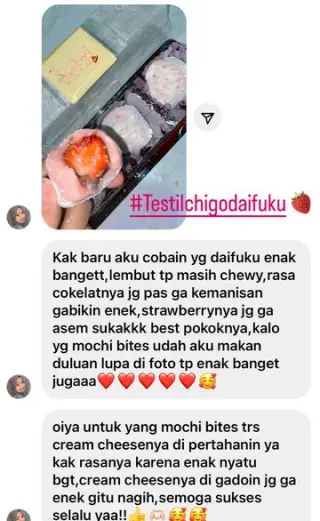 #TestiIchigodaifuku
Kak baru aku cobain yg daifuku enak
bangett,lembut tp masih chewy,rasa
cokelatnya jg pas ga kemanisan
gabikin enek,strawberrynya jg ga
asem sukakkk best pokoknya,kalo
yg mochi bites udah aku makan
duluan lupa di foto tp enak banget
jugaaa❤️❤️❤️❤️❤️🥰
oiya untuk yang mochi bites trs
cream cheesenya di pertahanin ya
kak rasanya karena enak nyatu
bgt,cream cheesenya di gadoin jg ga
enek gitu nagih,semoga sukses
selalu yaa!!👍🫶🏻🥰🥰